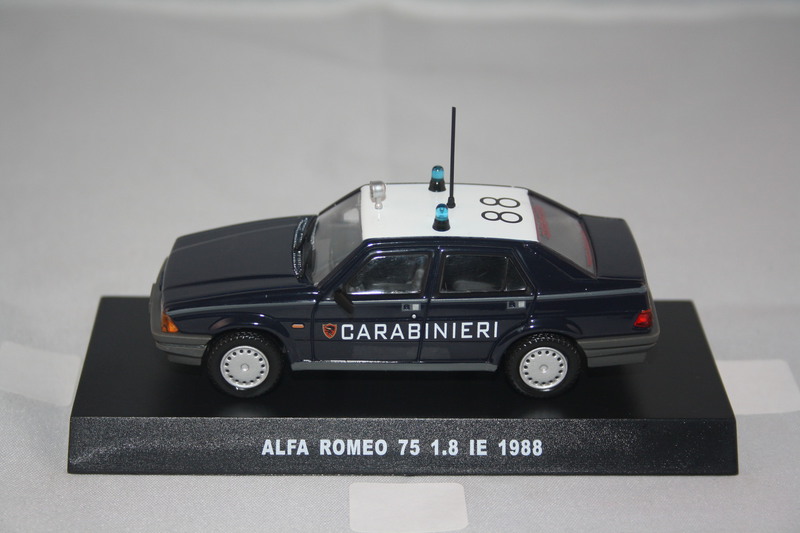 88
CARABINIERI
ALFA ROMEO 75 1.8 IE 1988